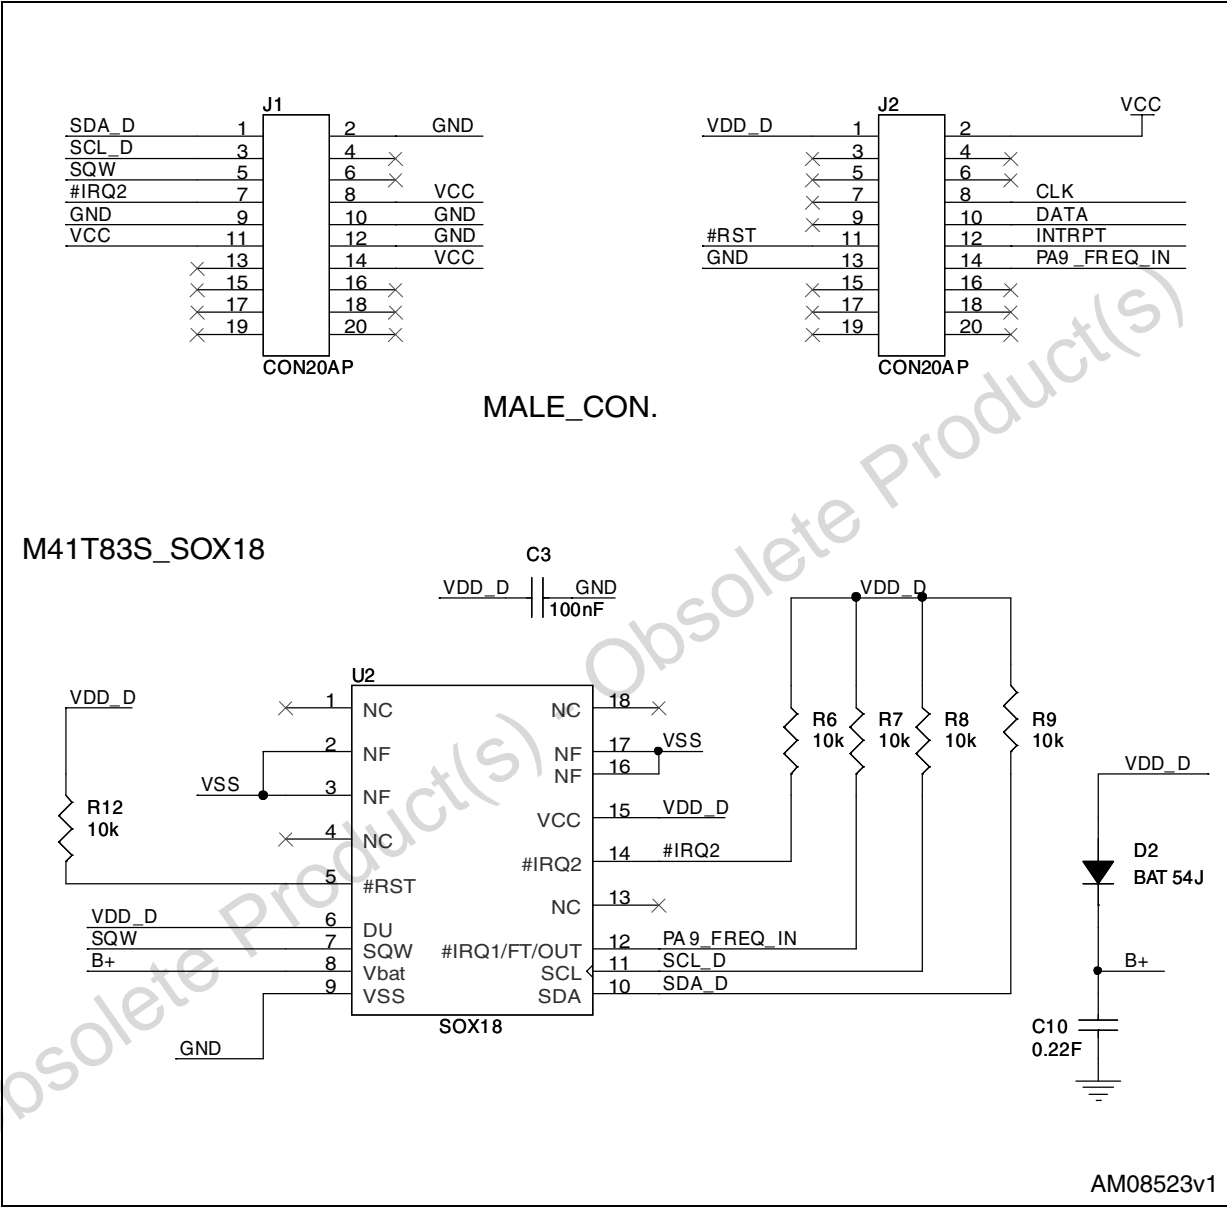 J1
SDA_D 1 2 GND
SCL_D 3 4
SQW 5 6
#IRQ2 7 8 VCC
GND 9 10 GND
VCC 11 12 GND
13 14 VCC
15 16
17 18
19 20
CON20AP
J2
VCC
VDD_D 1 2
3 4
5 6
7 8 CLK
9 10 DATA
#RST 11 12 INTRPT
GND 13 14 PA9_FREQ_IN
15 16
17 18
19 20
CON20AP
MALE_CON.
M41T83S_SOX18
C3
VDD_D GND
100nF
VDD_D
U2
VDD_D
1 NC NC 18
2 NF NF 17 VSS
NF 16
VSS 3 NF
VCC 15 VDD_D
4 NC
#IRQ2 14 #IRQ2
5 #RST
NC 13
VDD_D 6 DU
SQW 7 SQW #IRQ1/FT/OUT 12 PA9_FREQ_IN
B+ 8 Vbat SCL 11 SCL_D
9 VSS SDA 10 SDA_D
GND
SOX18
R12
10k
R6
10k
R7
10k
R8
10k
R9
10k
VDD_D
D2
BAT 54J
B+
C10
0.22F
AM08523v1
bsolete Product(s) - Obsolete Product(s)